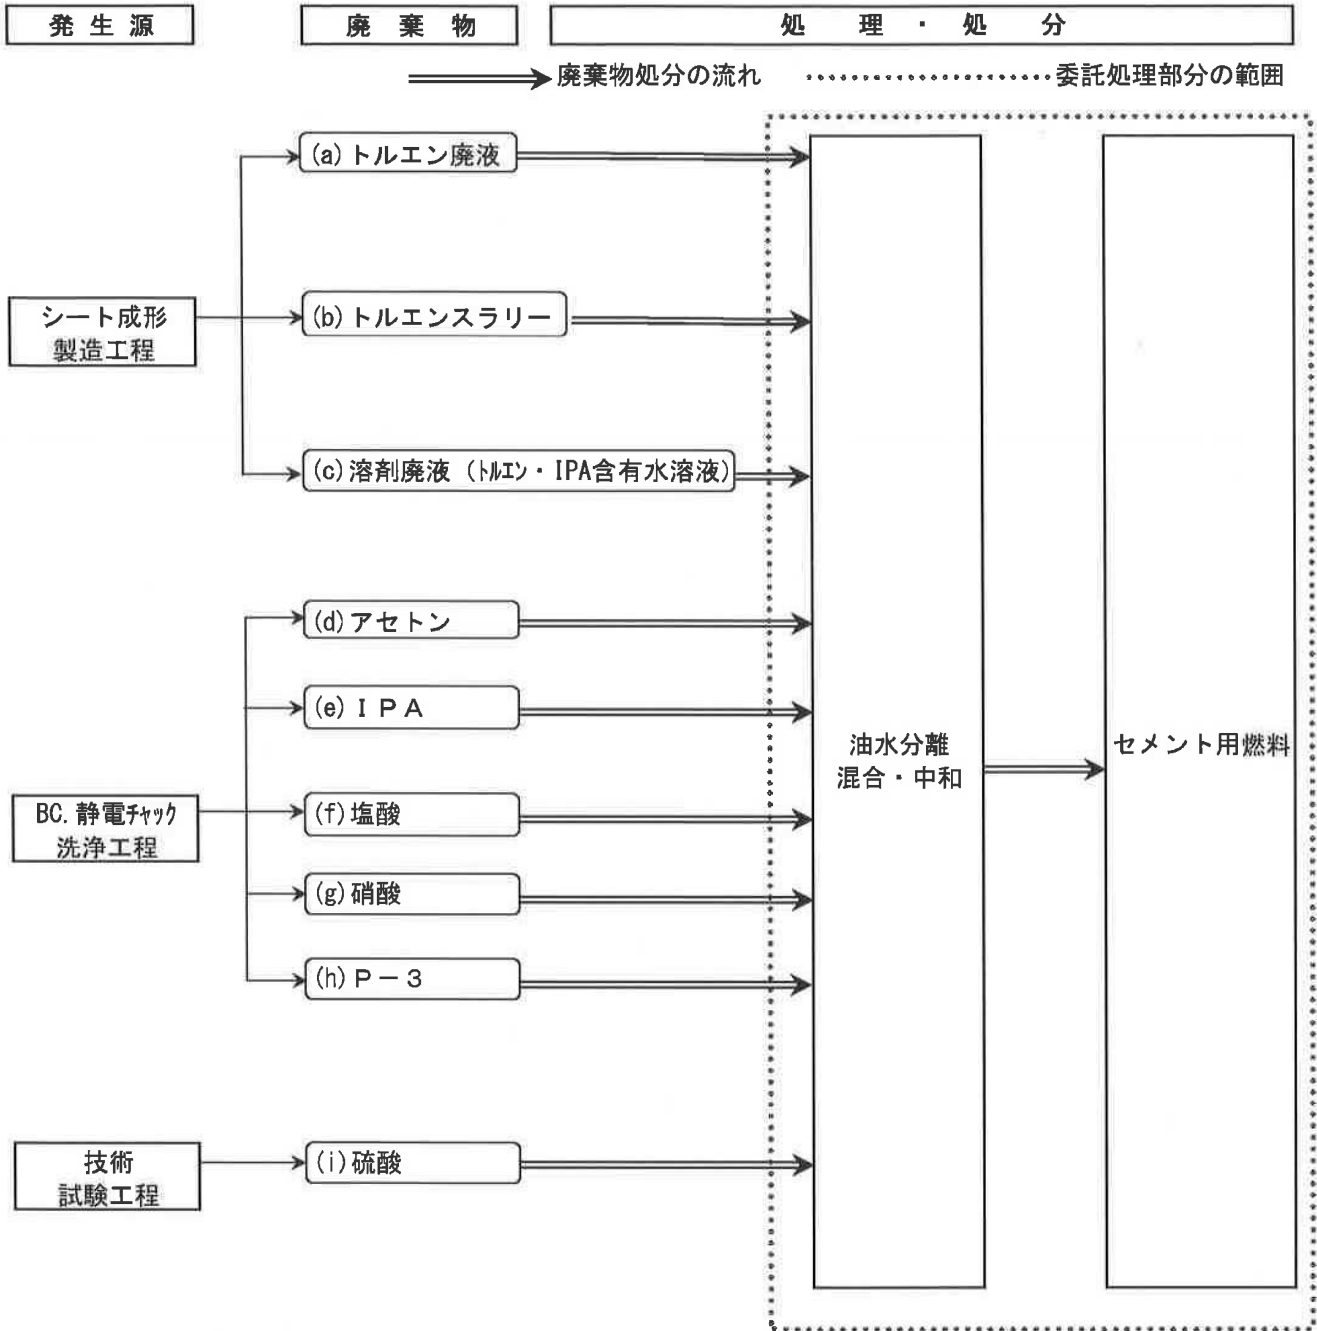 発生源
廃棄物
処理・処分
廃棄物処分の流れ
委託処理部分の範囲
(a)トルエン廃液
シート成形
製造工程
(b)トルエンスラリー
(c)溶剤廃液（ﾄﾙｴﾝ・IPA含有水溶液）
(d)アセトン
(e)ＩＰＡ
BC.静電ﾁｬｯｸ
洗浄工程
(f)塩酸
(g)硝酸
(h)Ｐ－３
技術
試験工程
(i)硫酸
油水分離
混合・中和
セメント用燃料